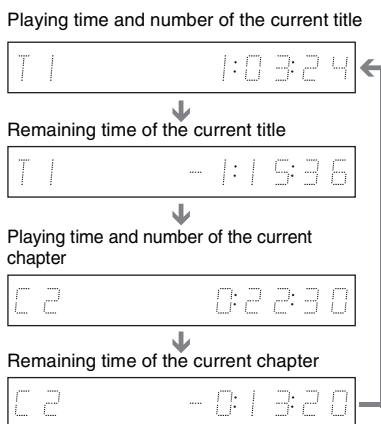 Playing time and number of the current title
T 1 1:03:24
Remaining time of the current title
T 1 – 1:15:36
Playing time and number of the current
chapter
C 2 0:22:30
Remaining time of the current chapter
C 2 – 0:13:20